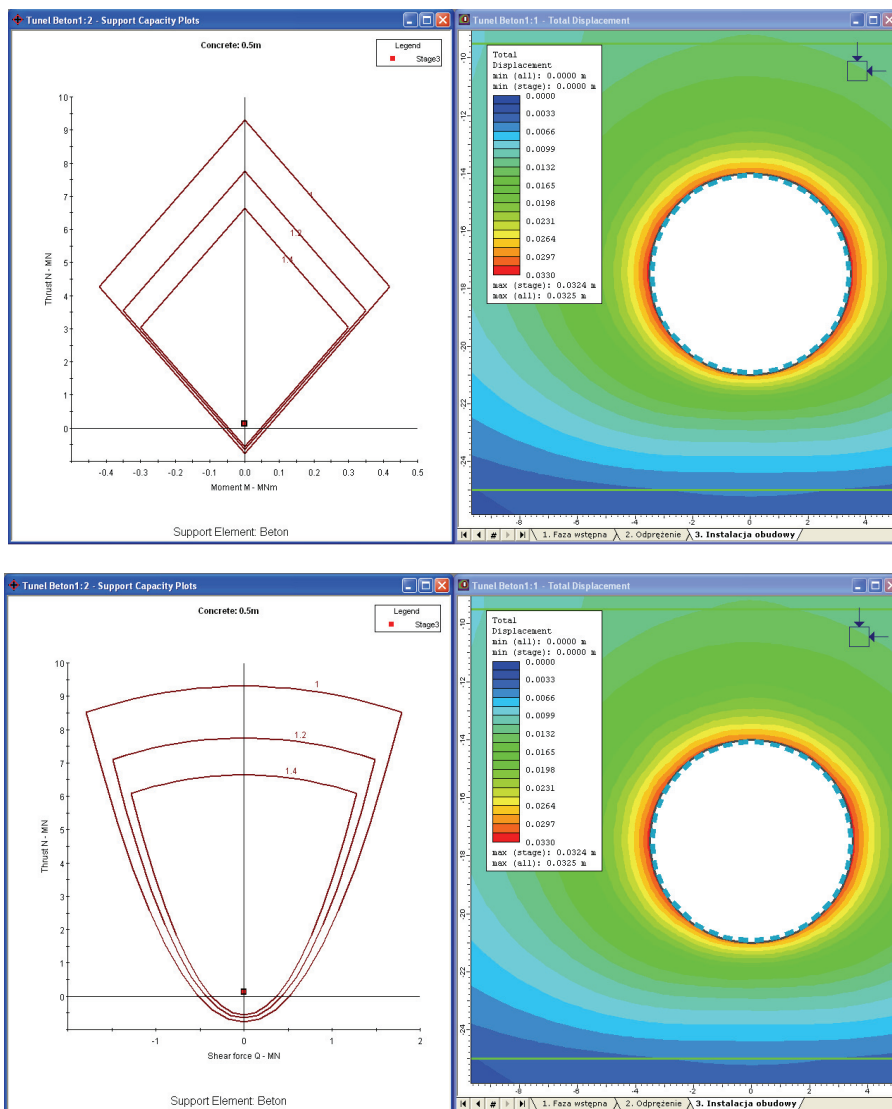 Tunel Beton1:2 - Support Capacity Plots
Concrete: 0.5m
Legend
Stage3
10
9
8
7
6
5
4
3
2
1
0
Thrust N - MN
1
1.2
1.4
-0.4
-0.3
-0.2
-0.1
0.0
0.1
0.2
0.3
0.4
0.5
Moment M - MNm
Support Element: Beton
Tunel Beton1:1 - Total Displacement
Total
Displacement
min (all): 0.0000 m
min (stage): 0.0000 m
0.0000
0.0033
0.0066
0.0099
0.0132
0.0165
0.0198
0.0231
0.0264
0.0297
0.0330
max (stage): 0.0324 m
max (all): 0.0325 m
-10
-12
-14
-16
-18
-20
-22
-24
-8
-6
-4
-2
0
2
4
#
1. Faza wstępna
2. Odprężenie
3. Instalacja obudowy
Tunel Beton1:2 - Support Capacity Plots
Concrete: 0.5m
Legend
Stage3
10
9
8
7
6
5
4
3
2
1
0
Thrust N - MN
1
1.2
1.4
-1
0
1
2
Shear force Q - MN
Support Element: Beton
Tunel Beton1:1 - Total Displacement
Total
Displacement
min (all): 0.0000 m
min (stage): 0.0000 m
0.0000
0.0033
0.0066
0.0099
0.0132
0.0165
0.0198
0.0231
0.0264
0.0297
0.0330
max (stage): 0.0324 m
max (all): 0.0325 m
-10
-12
-14
-16
-18
-20
-22
-24
-8
-6
-4
-2
0
2
4
#
1. Faza wstępna
2. Odprężenie
3. Instalacja obudowy